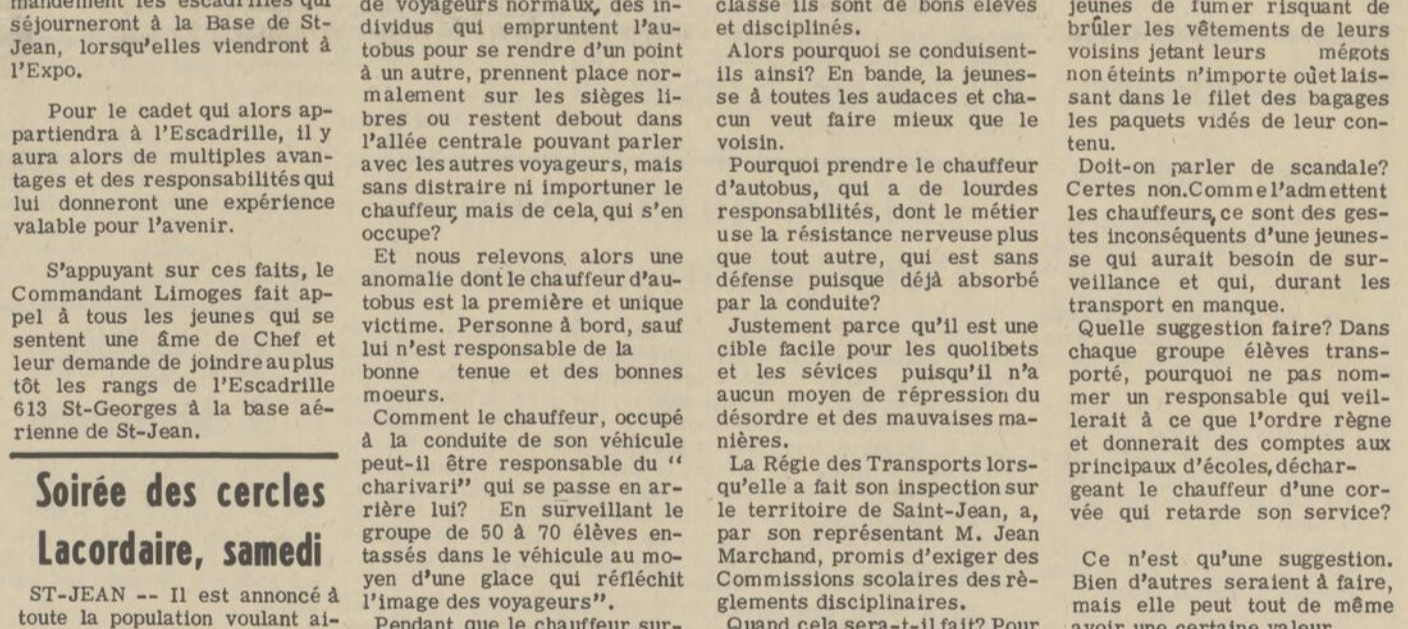 mandement les escadrilles qui
séjourneront à la Base de St-
Jean, lorsqu'elles viendront à
l'Expo.
Pour le cadet qui alors ap-
partiendra à l'Escadrille, il y
aura alors de multiples avan-
tages et des responsabilités qui
lui donneront une expérience
valable pour l'avenir.
S'appuyant sur ces faits, le
Commandant Limoges fait ap-
pel à tous les jeunes qui se
sentent une âme de Chef et
leur demande de joindre au plus
tôt les rangs de l'Escadrille
613 St-Georges à la base aé-
rienne de St-Jean.
Soirée des cercles
Lacordaire, samedi
ST-JEAN -- Il est annoncé à
toute la population voulant ai-
de voyageurs normaux, des in-
dividus qui empruntent l'au-
tobus pour se rendre d'un point
à un autre, prennent place nor-
malement sur les sièges li-
bres ou restent debout dans
l'allée centrale pouvant parler
avec les autres voyageurs, mais
sans distraire ni importuner le
chauffeur, mais de cela, qui s'en
occupe?
Et nous relevons alors une
anomalie dont le chauffeur d'au-
tobus est la première et unique
victime. Personne à bord, sauf
lui n'est responsable de la
bonne tenue et des bonnes
moeurs.
Comment le chauffeur, occupé
à la conduite de son véhicule
peut-il être responsable du "
charivari" qui se passe en ar-
rière lui? En surveillant le
groupe de 50 à 70 élèves en-
tassés dans le véhicule au mo-
yen d'une glace qui réfléchit
l'image des voyageurs".
Pendant que le chauffeur sur-
classe ils sont de bons élèves
et disciplinés.
Alors pourquoi se conduisent-
ils ainsi? En bande, la jeunes-
se à toutes les audaces et cha-
cun veut faire mieux que le
voisin.
Pourquoi prendre le chauffeur
d'autobus, qui a de lourdes
responsabilités, dont le métier
use la résistance nerveuse plus
que tout autre, qui est sans
défense puisque déjà absorbé
par la conduite?
Justement parce qu'il est une
cible facile pour les quolibets
et les sévices puisqu'il n'a
aucun moyen de répression du
désordre et des mauvaises ma-
nières.
La Régie des Transports lors-
qu'elle a fait son inspection sur
le territoire de Saint-Jean, a,
par son représentant M. Jean
Marchand, promis d'exiger des
Commissions scolaires des rè-
glements disciplinaires.
Quand cela sera-t-il fait? Pour
jeunes de fumer risquant de
brûler les vêtements de leurs
voisins jetant leurs mégots
non éteints n'importe où et lais-
sant dans le filet des bagages
les paquets vidés de leur con-
tenu.
Doit-on parler de scandale?
Certes non. Comme l'admettent
les chauffeurs, ce sont des ges-
tes inconséquents d'une jeunes-
se qui aurait besoin de sur-
veillance et qui, durant les
transport en manque.
Quelle suggestion faire? Dans
chaque groupe élèves trans-
porté, pourquoi ne pas nom-
mer un responsable qui veil-
lerait à ce que l'ordre règne
et donnerait des comptes aux
principaux d'écoles, déchar-
geant le chauffeur d'une cor-
vée qui retarde son service?
Ce n'est qu'une suggestion.
Bien d'autres seraient à faire,
mais elle peut tout de même
avoir une certaine valeur